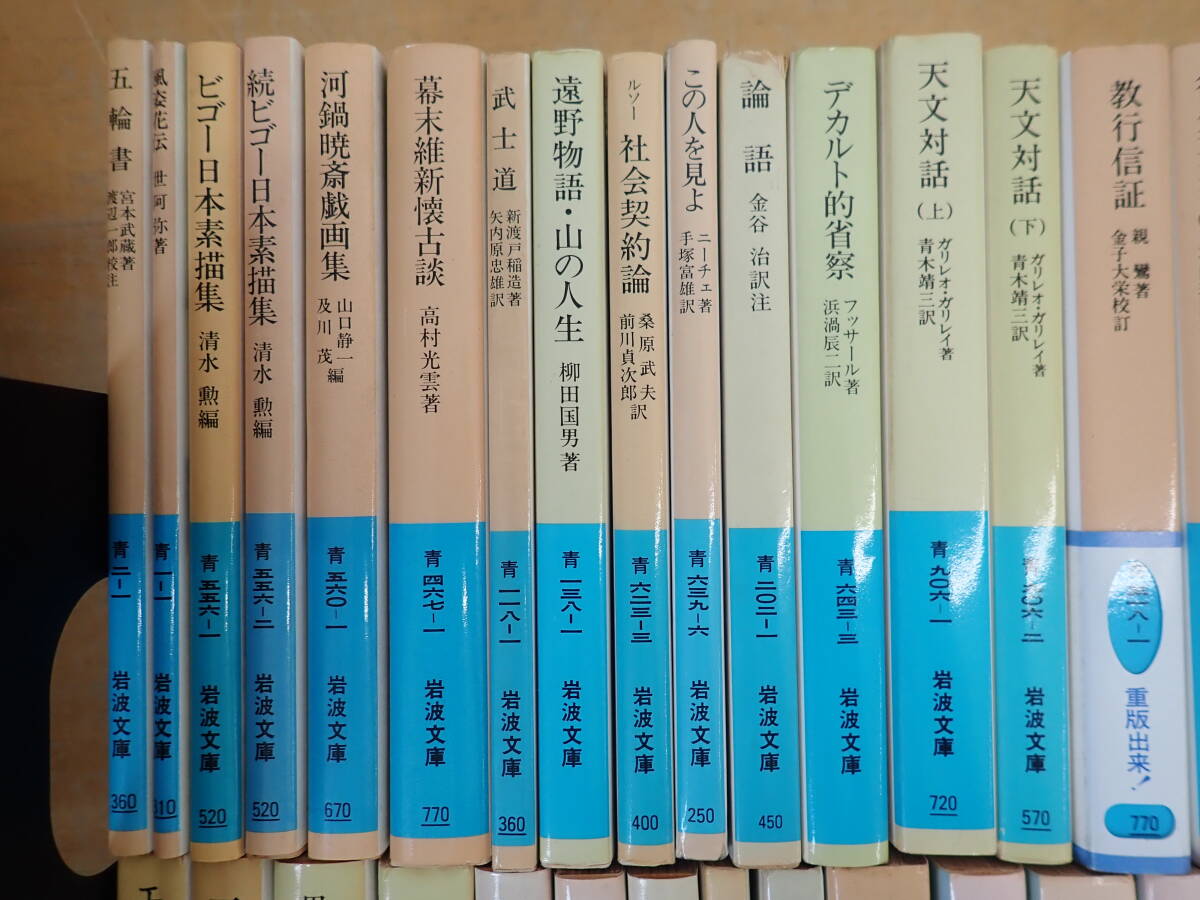 五輪書
宮本武蔵著
渡辺一郎校注
青 二-一
岩波文庫
360
風姿花伝
世阿弥著
青 一-一
岩波文庫
310
ビゴー日本素描集
清水 勲編
青 五五六-一
岩波文庫
520
続ビゴー日本素描集
清水 勲編
青 五五六-二
岩波文庫
520
河鍋暁斎戯画集
山口静一
及川 茂編
青 五六〇-一
岩波文庫
670
幕末維新懐古談
高村光雲著
青 四六七-一
岩波文庫
770
武士道
新渡戸稲造著
矢内原忠雄訳
青 一一八-一
岩波文庫
360
遠野物語・山の人生
柳田国男著
青 一三八-一
岩波文庫
ルソー
社会契約論
桑原武夫
前川貞次郎訳
青 六二三-三
岩波文庫
400
この人を見よ
ニーチェ著
手塚富雄訳
青 六三九-六
岩波文庫
250
論語
金谷 治訳注
青 二〇二-一
岩波文庫
450
デカルト的省察
フッサール著
浜渦辰二訳
青 六四三-三
岩波文庫
天文対話
(上)
ガリレオ・ガリレイ著
青木靖三訳
青 九〇六-一
岩波文庫
720
天文対話
(下)
ガリレオ・ガリレイ著
青木靖三訳
青 九〇六-二
岩波文庫
570
教行信証
親鸞著
金子大栄校訂
重版出来!
770